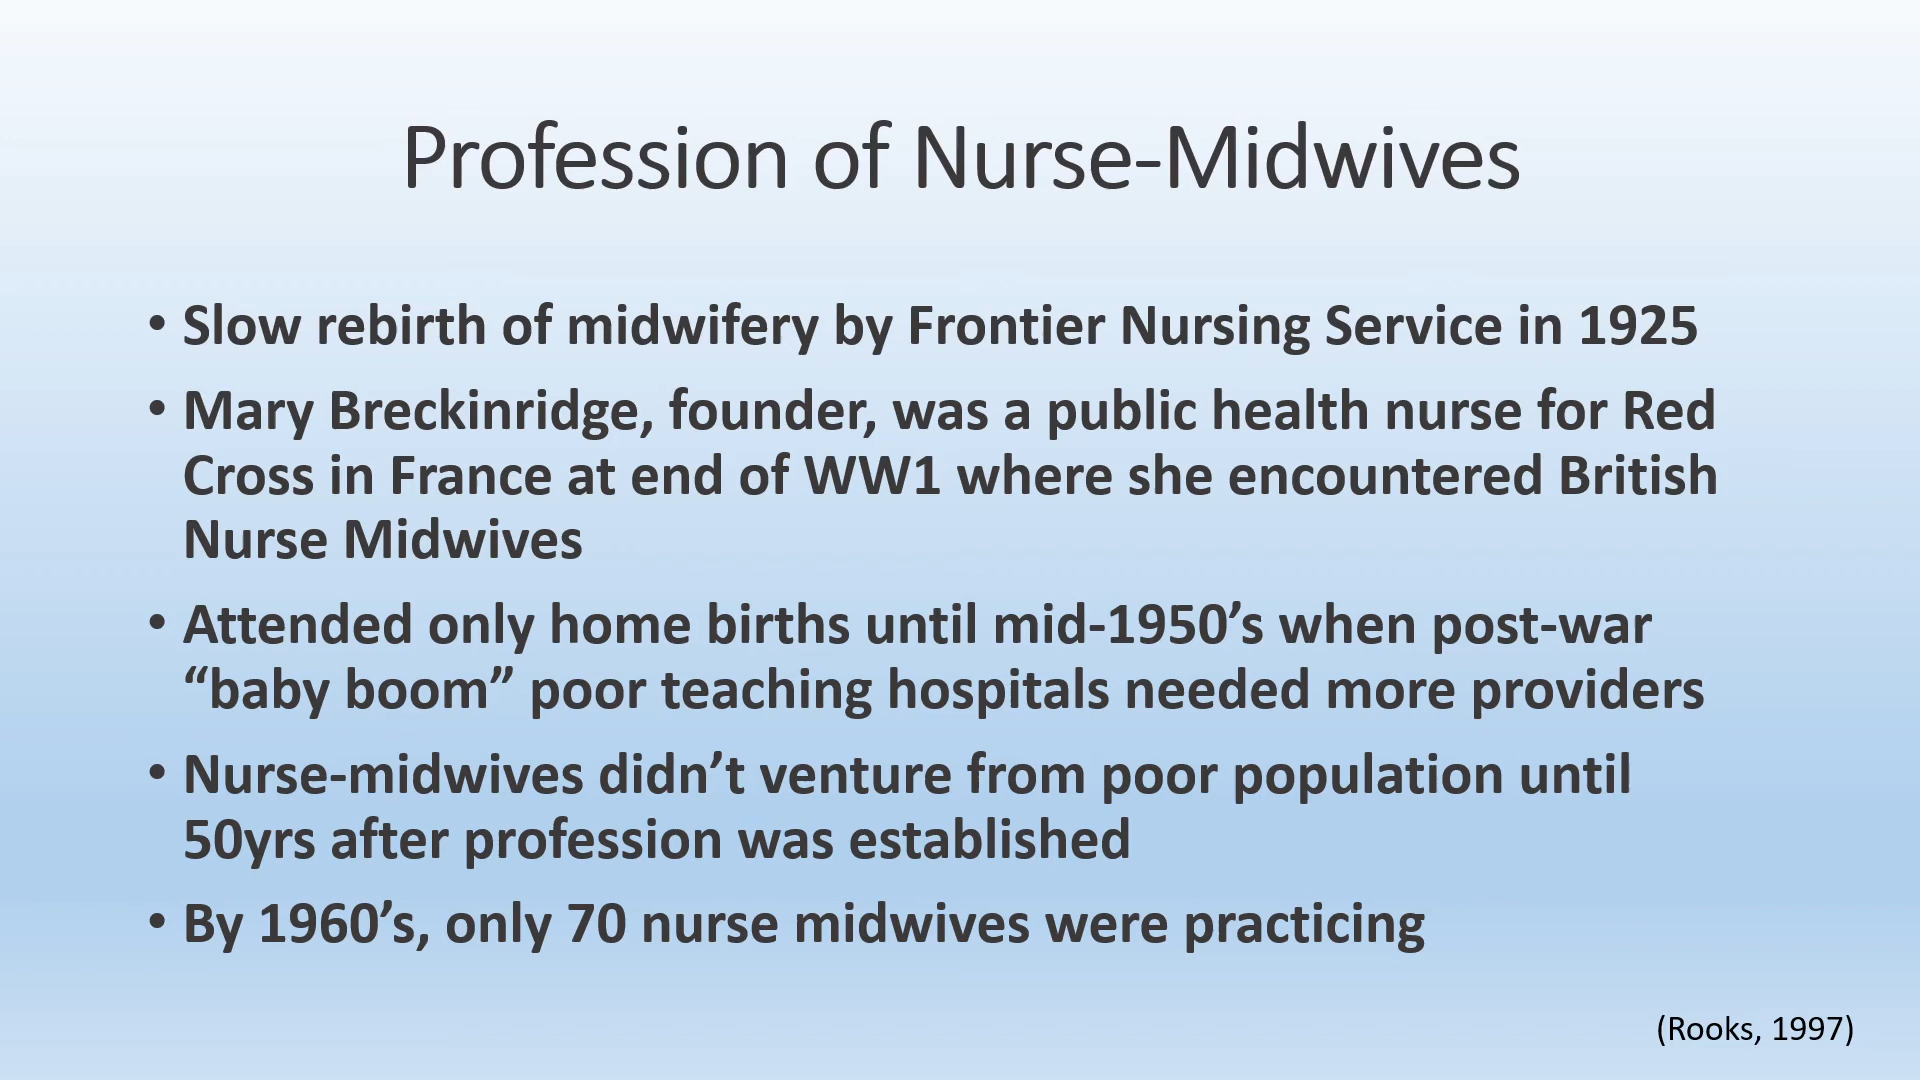 Profession of Nurse-Midwives
• Slow rebirth of midwifery by Frontier Nursing Service in 1925
• Mary Breckinridge, founder, was a public health nurse for Red
Cross in France at end of WW1 where she encountered British
Nurse Midwives
• Attended only home births until mid-1950’s when post-war
“baby boom” poor teaching hospitals needed more providers
• Nurse-midwives didn’t venture from poor population until
50yrs after profession was established
• By 1960’s, only 70 nurse midwives were practicing
(Rooks, 1997)